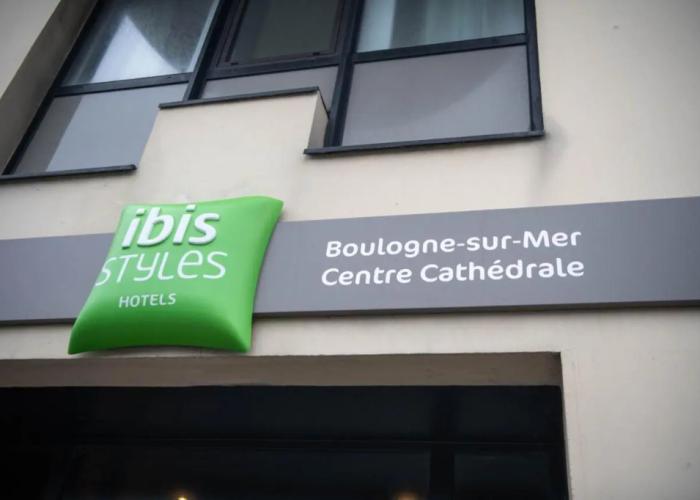 ibis
STYLES
HOTELS
Boulogne-sur-Mer
Centre Cathédrale